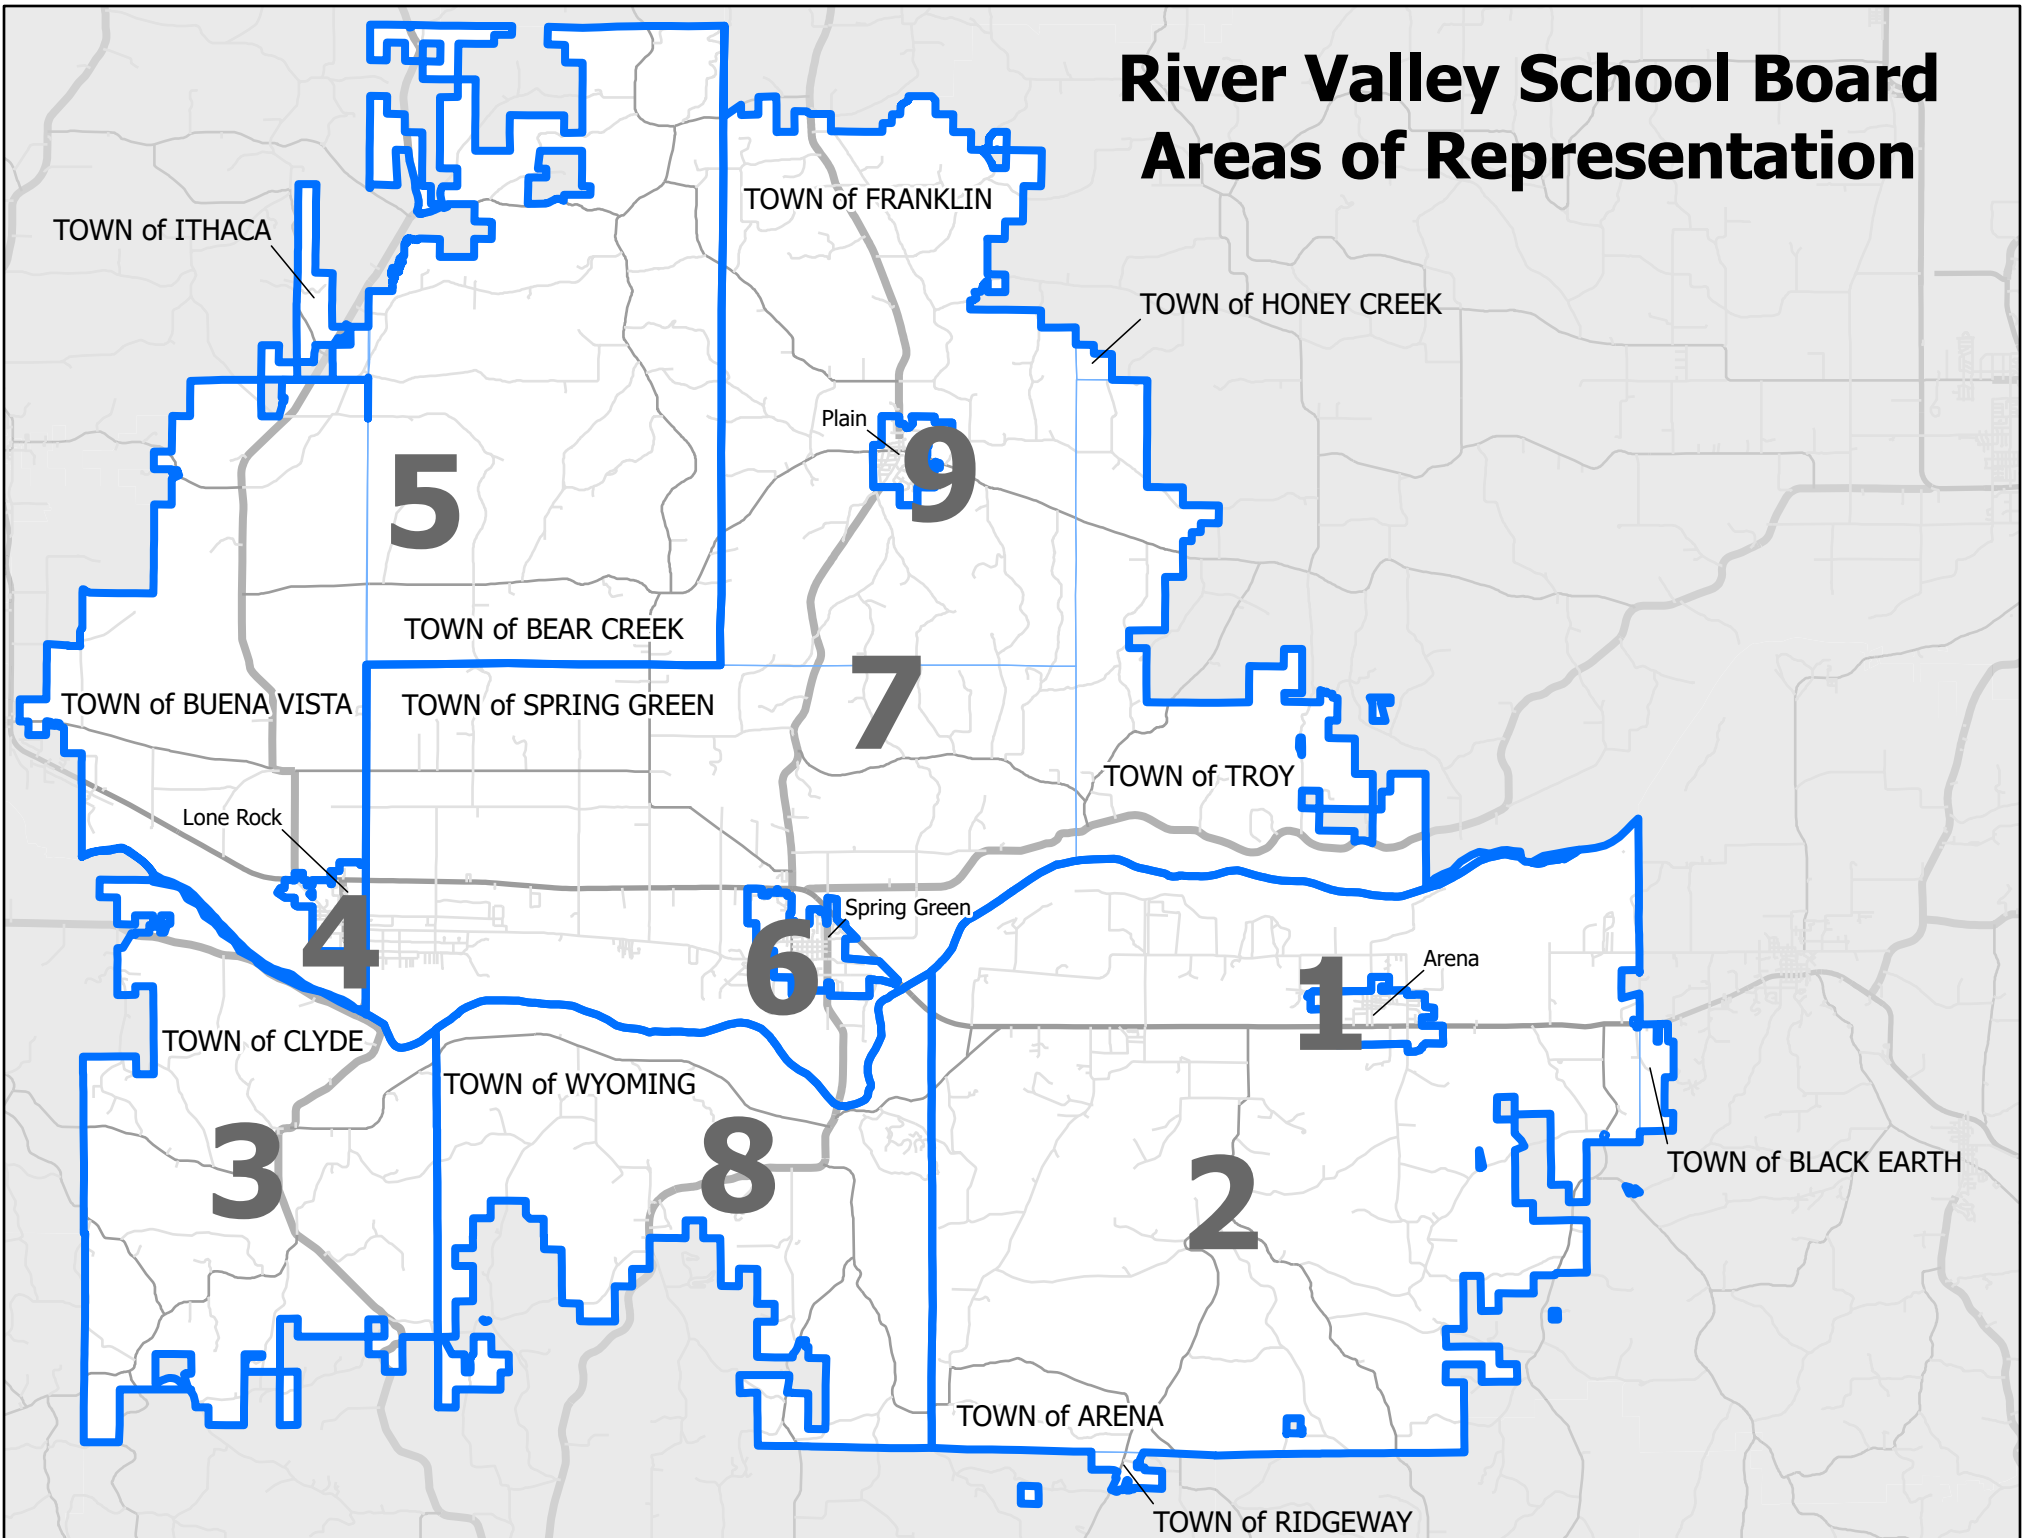 River Valley School Board
Areas of Representation
TOWN of FRANKLIN
TOWN of ITHACA
TOWN of HONEY CREEK
Plain
9
5
TOWN of BEAR CREEK
7
TOWN of BUENA VISTA
TOWN of SPRING GREEN
TOWN of TROY
Lone Rock
4
Spring Green
6
Arena
1
TOWN of CLYDE
TOWN of WYOMING
3
8
2
TOWN of BLACK EARTH
TOWN of ARENA
TOWN of RIDGEWAY